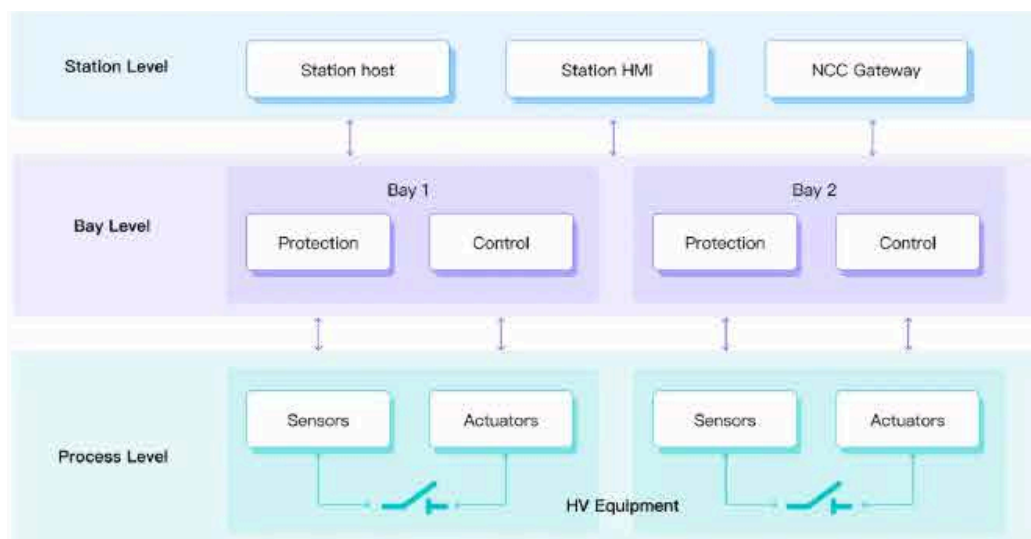 Station Level
Station host
Station HMI
NCC Gateway
Bay Level
Bay 1
Protection
Control
Bay 2
Protection
Control
Process Level
Sensors
Actuators
Sensors
Actuators
HV Equipment